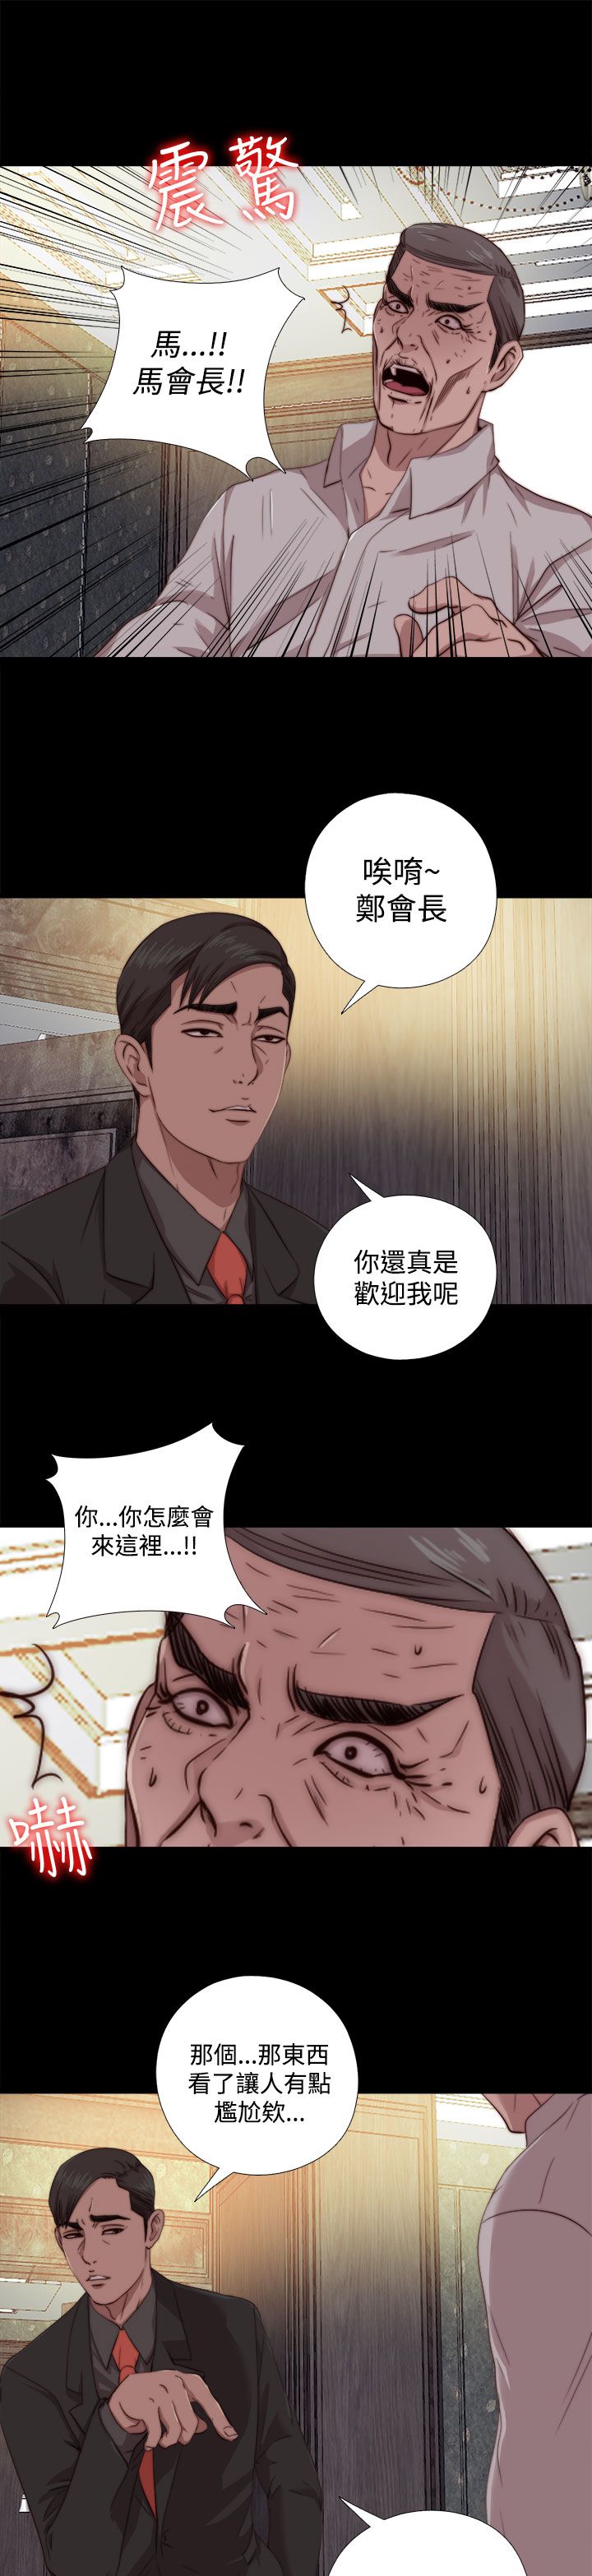 震驚
馬...!!
馬會長!!
唉唷~
鄭會長
你還真是
歡迎我呢
你...你怎麼會
來這裡...!!
嚇
那個...那東西
看了讓人有點
尷尬欸...